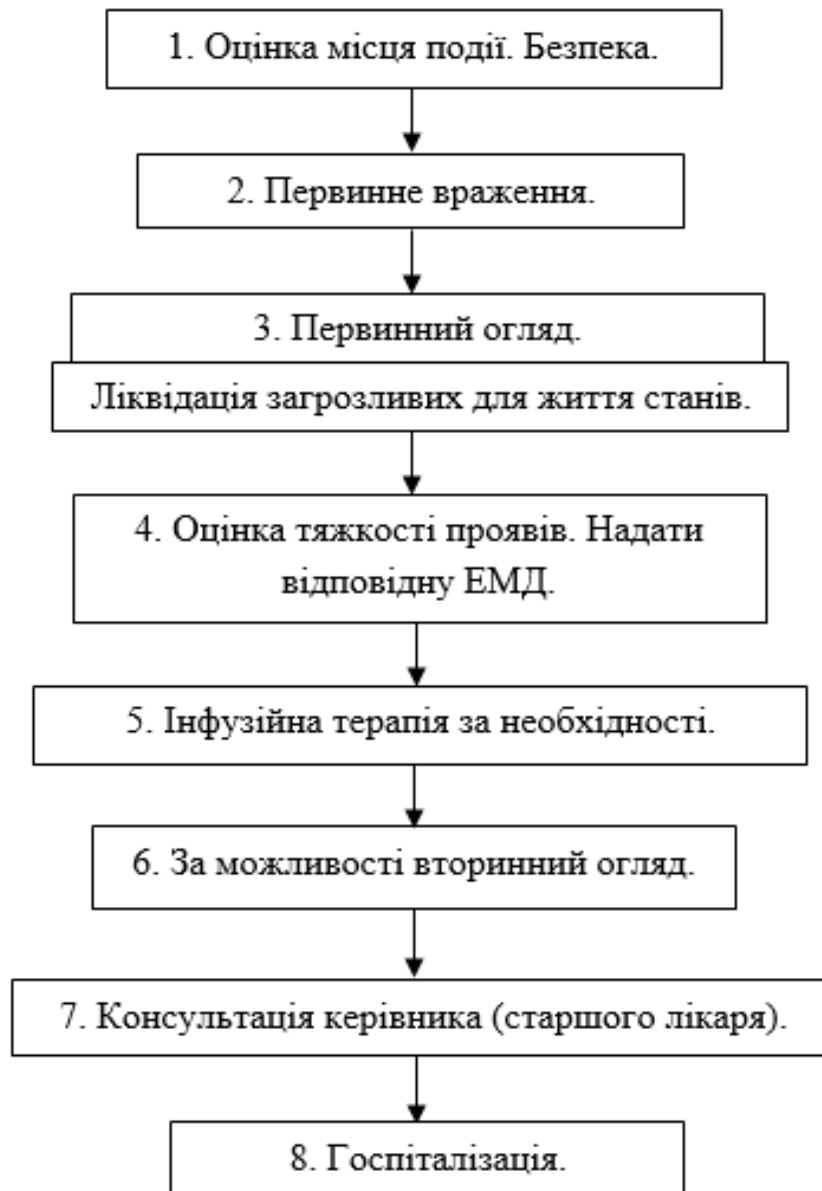 1. Оцінка місця події. Безпека.
2. Первинне враження.
3. Первинний огляд.
Ліквідація загрозливих для життя станів.
4. Оцінка тяжкості проявів. Надати
відповідну ЕМД.
5. Інфузійна терапія за необхідності.
6. За можливості вторинний огляд.
7. Консультація керівника (старшого лікаря).
8. Госпіталізація.